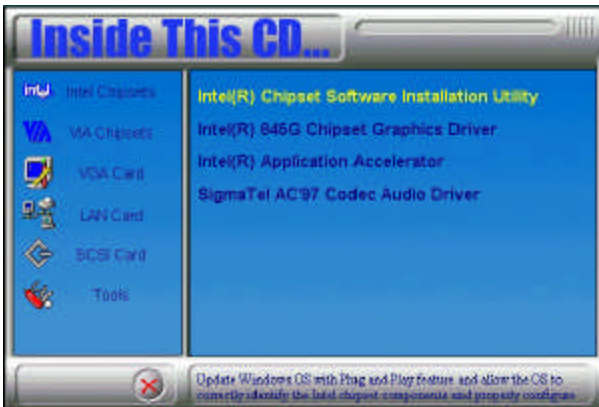 Inside This CD...
intel Intel Chipsets
VIA VIA Chipsets
VGA Card
LAN Card
SCSI Card
Tools
Intel(R) Chipset Software Installation Utility
Intel(R) 845G Chipset Graphics Driver
Intel(R) Application Accelerator
SigmaTel AC'97 Codec Audio Driver
Update Windows OS with Plug and Play feature and allow the OS to
correctly identify the Intel chipset components and properly configure